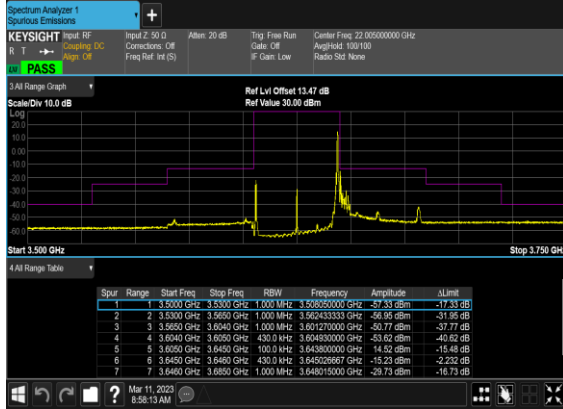 Spectrum Analyzer 1
Spurious Emissions
+
KEYSIGHT Input: RF Input Z: 50 Ω Atten: 20 dB Trig: Free Run Center Freq: 22.005000000 GHz
R T Coupling: DC Corrections: Off Gate: Off Avg|Hold: 100/100
Align: Off Freq Ref: Int (S) IF Gain: Low Radio Std: None
PASS
3 All Range Graph Ref Lvl Offset 13.47 dB
Scale/Div 10.0 dB Ref Value 30.00 dBm
Log
20.0
10.0
0.00
-10.0
-20.0
-30.0
-40.0
-50.0
-60.0
Start 3.500 GHz Stop 3.750 GHz
4 All Range Table
Spur Range Start Freq Stop Freq RBW Frequency Amplitude ΔLimit
1 1 3.5000 GHz 3.5300 GHz 1.000 MHz 3.508050000 GHz -57.33 dBm -17.33 dB
2 2 3.5300 GHz 3.5650 GHz 1.000 MHz 3.562433333 GHz -56.95 dBm -31.95 dB
3 3 3.5650 GHz 3.6040 GHz 1.000 MHz 3.601270000 GHz -50.77 dBm -37.77 dB
4 4 3.6040 GHz 3.6050 GHz 430.0 kHz 3.604930000 GHz -53.62 dBm -40.62 dB
5 5 3.6050 GHz 3.6450 GHz 100.0 kHz 3.643800000 GHz 14.52 dBm -15.48 dB
6 6 3.6450 GHz 3.6460 GHz 430.0 kHz 3.645026667 GHz -15.23 dBm -2.232 dB
7 7 3.6460 GHz 3.6850 GHz 1.000 MHz 3.648015000 GHz -29.73 dBm -16.73 dB
?
Mar 11, 2023
8:58:13 AM